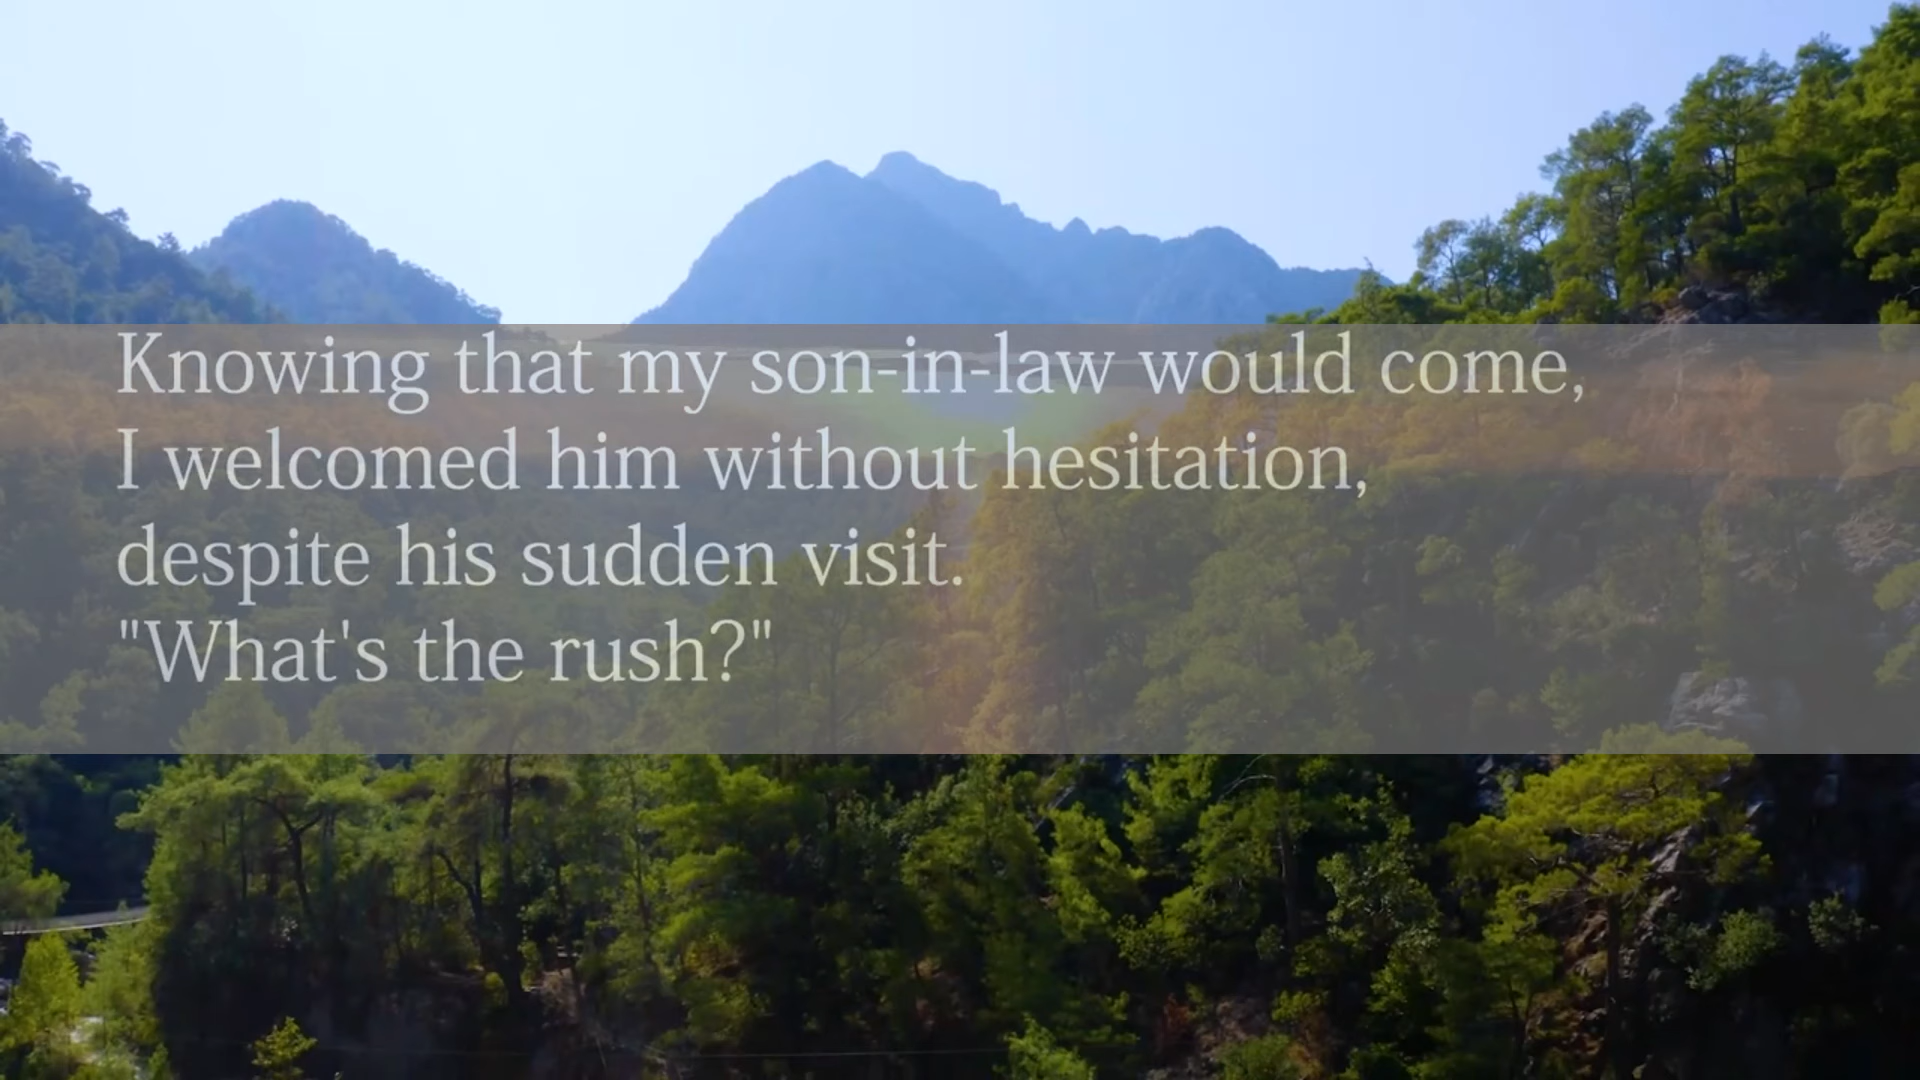 Knowing that my son-in-law would come,
I welcomed him without hesitation,
despite his sudden visit.
"What's the rush?"